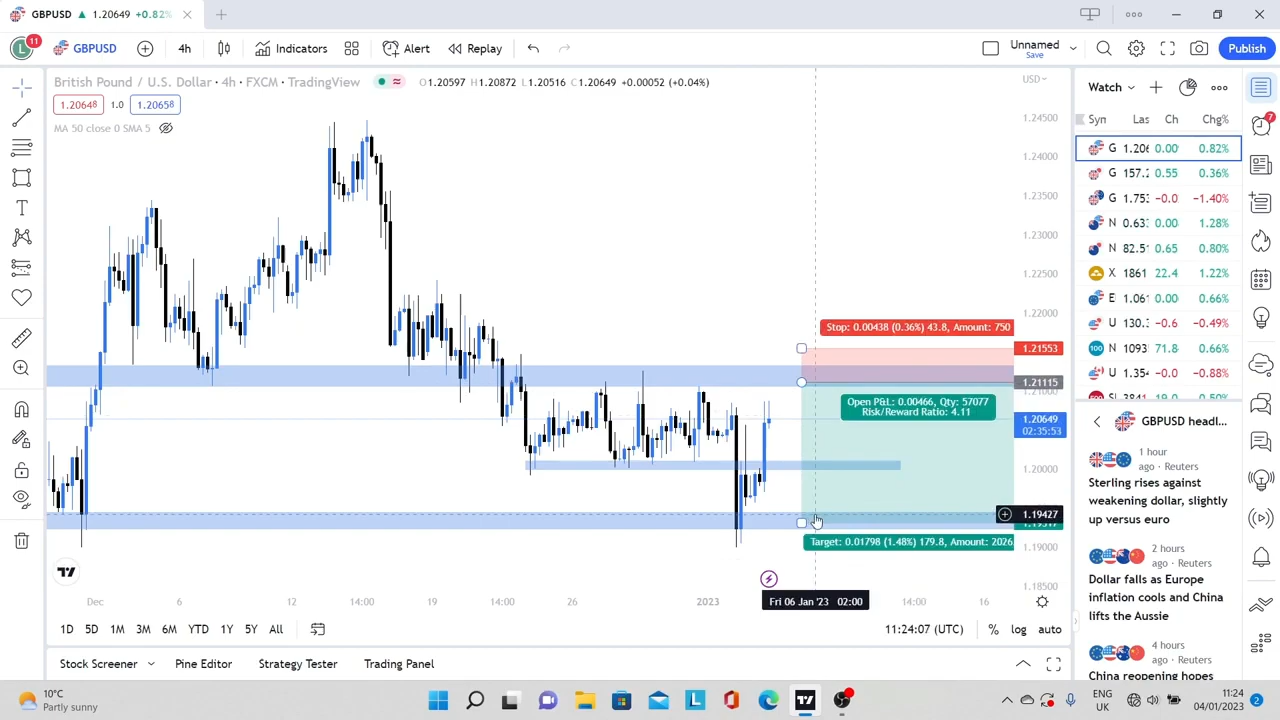 GBPUSD ▲ 1.20649 +0.82%
11
GBPUSD
4h
Indicators
Alert
Replay
Unnamed
Save
Publish
British Pound / U.S. Dollar · 4h · FXCM · TradingView
O1.20597 H1.20872 L1.20516 C1.20649 +0.00052 (+0.04%)
1.20648 1.0 1.20658
MA 50 close 0 SMA 5
USD
1.24500
1.24000
1.23500
1.23000
1.22500
1.22000
1.21553
1.21115
1.21000
1.20649
02:35:53
1.20000
1.19427
1.19000
1.18500
Stop: 0.00438 (0.36%) 43.8, Amount: 750
Open P&L: 0.00466, Qty: 57077
Risk/Reward Ratio: 4.11
Target: 0.01798 (1.48%) 179.8, Amount: 2026
Dec 6 12 14:00 19 14:00 26 2023 Fri 06 Jan '23 02:00 14:00 16
1D 5D 1M 3M 6M YTD 1Y 5Y All
11:24:07 (UTC) % log auto
Stock Screener Pine Editor Strategy Tester Trading Panel
Watch
Syn Las Ch Chg%
G 1.206 0.00 0.82%
G 157.2 0.55 0.36%
G 1.753 -0.0 -1.40%
N 0.633 0.00 1.28%
N 82.5 0.65 0.80%
X 1861 22.4 1.22%
E 1.061 0.00 0.66%
U 130.3 -0.6 -0.49%
100 N 1093 71.8 0.66%
U 1.354 -0.0 -0.88%
7
GBPUSD headl...
1 hour
ago · Reuters
Sterling rises against
weakening dollar, slightly
up versus euro
2 hours
ago · Reuters
Dollar falls as Europe
inflation cools and China
lifts the Aussie
4 hours
ago · Reuters
China reopening hopes
10°C
Partly sunny
ENG
UK
11:24
04/01/2023
2